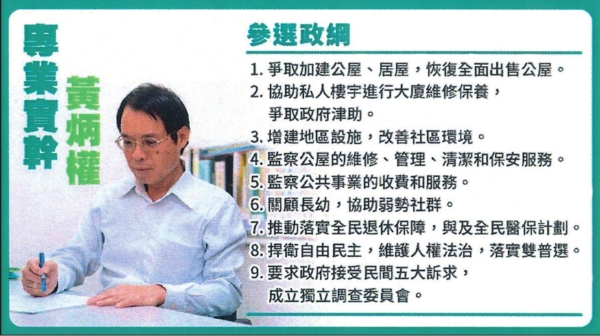 專業實幹
黃炳權
參選政綱
1. 爭取加建公屋、居屋，恢復全面出售公屋。
2. 協助私人樓宇進行大廈維修保養，
爭取政府津助。
3. 增建地區設施，改善社區環境。
4. 監察公屋的維修、管理、清潔和保安服務。
5. 監察公共事業的收費和服務。
6. 關顧長幼，協助弱勢社群。
7. 推動落實全民退休保障，與及全民醫保計劃。
8. 捍衛自由民主，維護人權法治，落實雙普選。
9. 要求政府接受民間五大訴求，
成立獨立調查委員會。